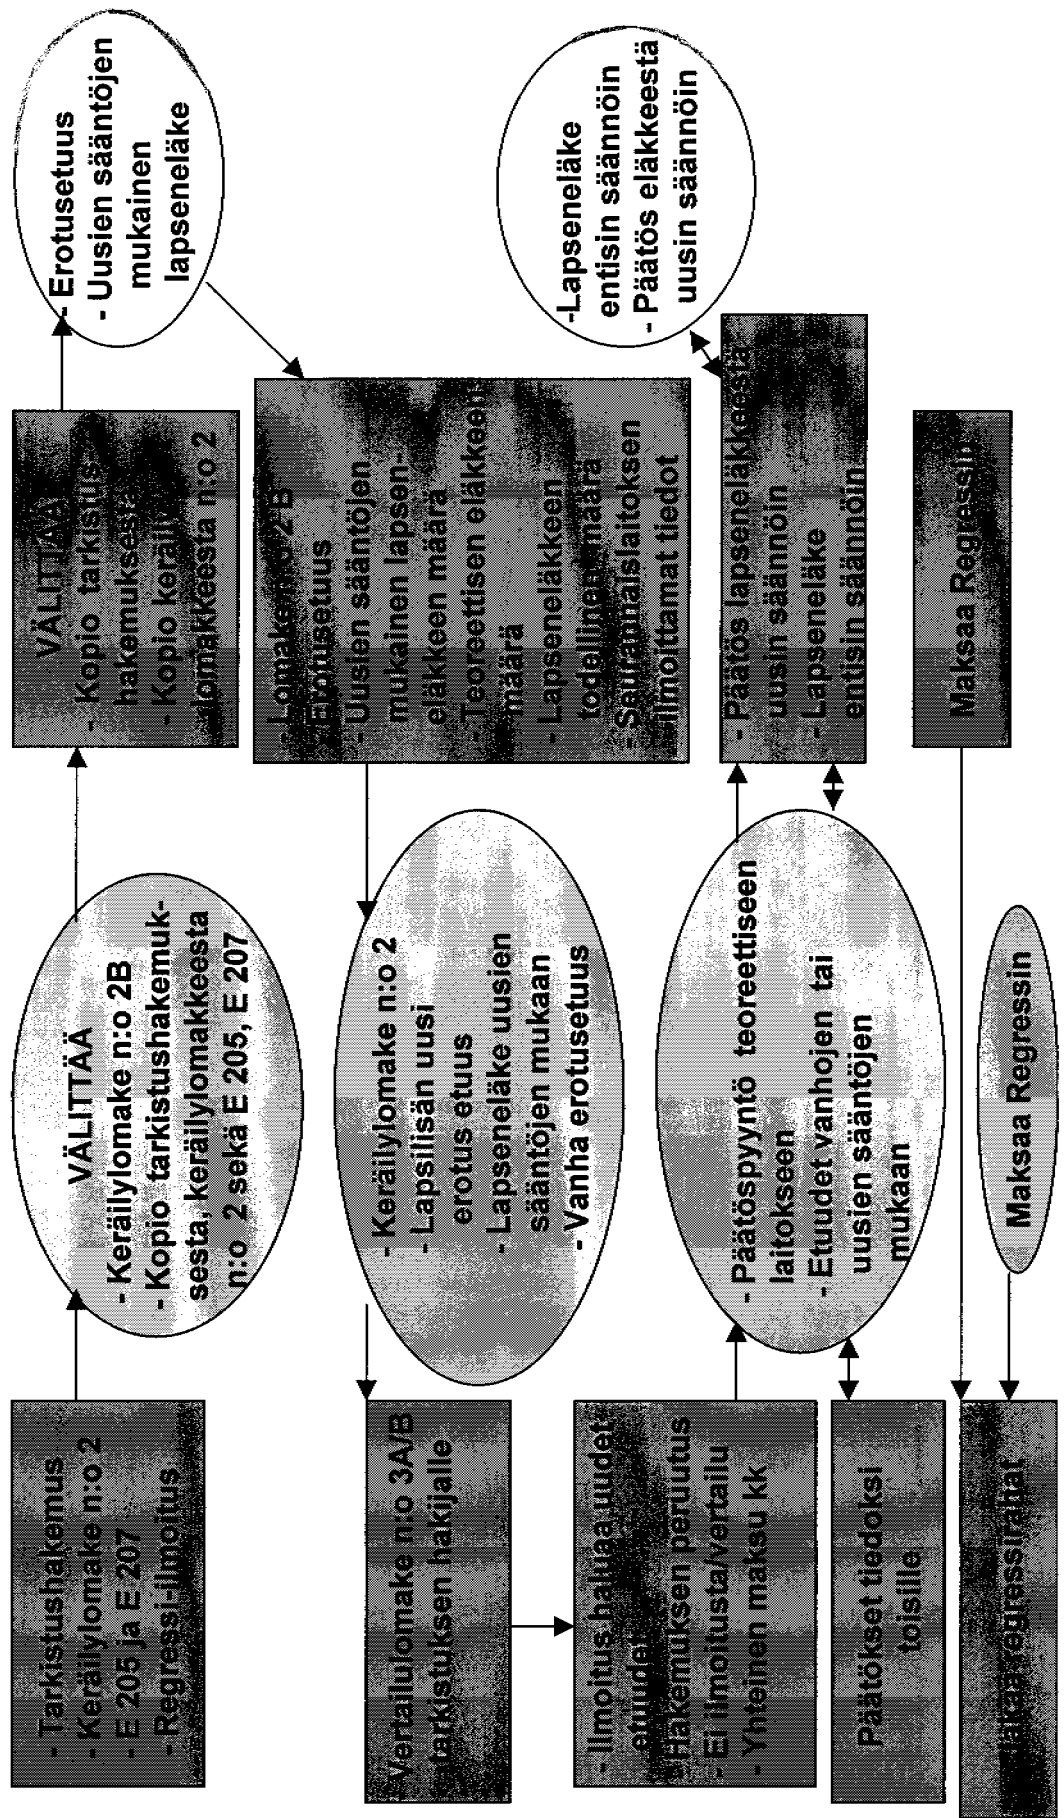 - Tarkistushakemus
- Keräilylomake n:o 2
- E 205 ja E 207
- Regressi-ilmoitus
VÄLITTÄÄ
- Keräilylomake n:o 2B
- Kopio tarkistushakemuk-
sesta, keräilylomakkeesta
n:o 2 sekä E 205, E 207
VÄLITTÄÄ
- Kopio tarkistus-
hakemuksesta
- Kopio keräily-
lomakkeesta n:o 2
- Erotusetuus
- Uusien sääntöjen
mukainen
lapseneläke
Vertailulomake n:o 3A/B
tarkistuksen hakijalle
- Keräilylomake n:o 2
- Lapsilisän uusi
erotus etuus
- Lapseneläke uusien
sääntöjen mukaan
- Vanha erotusetuus
- Lomake n:o 2 B
Erotusetuus
- Uusien sääntöjen
mukainen lapsen-
eläkkeen määrä
- Teoreettisen eläkkeen
määrä
- Lapseneläkkeen
todellinen määrä
- Sairausvakuutuslaitoksen
ilmoittamat tiedot
- Ilmoitus haluaa uudet
etuudet
- Hakemuksen peruutus
- Ei ilmoitusta/vertailu
- Yhteinen maksu kk
- Päätöspyyntö teoreettiseen
laitokseen
- Etuudet vanhojen tai
uusien sääntöjen
mukaan
- Päätös lapseneläkkeestä
uusin säännöin
- Lapseneläke
entisin säännöin
-Lapseneläke
entisin säännöin
- Päätös eläkkeestä
uusin säännöin
Päätökset tiedoksi
toisille
Jakaa regressirahat
Maksaa Regressin
Maksaa Regressin